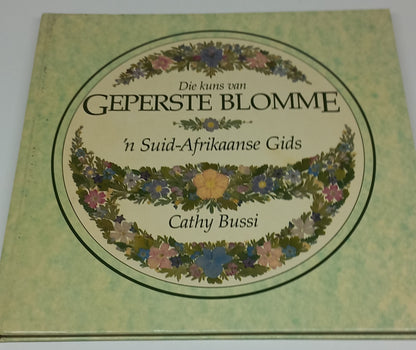 Die kuns van
GEPERSTE BLOMME
'n Suid-Afrikaanse Gids
Cathy Bussi